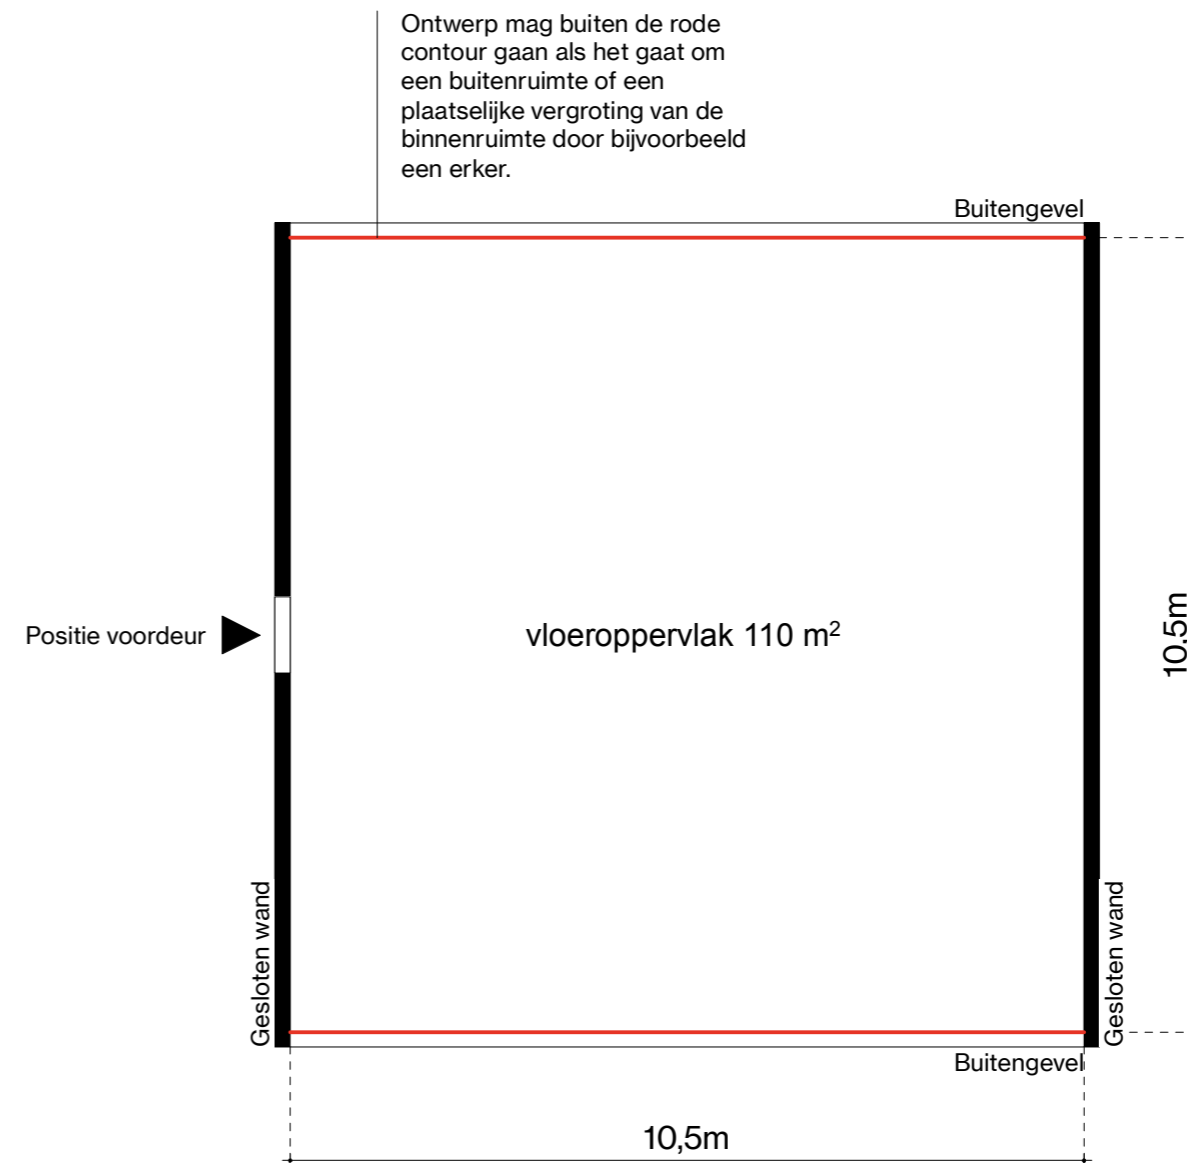 Ontwerp mag buiten de rode
contour gaan als het gaat om
een buitenruimte of een
plaatselijke vergroting van de
binnenruimte door bijvoorbeeld
een erker.
Buitengevel
Positie voordeur
vloeroppervlak 110 m²
10,5m
Gesloten wand
Gesloten wand
Buitengevel
10,5m